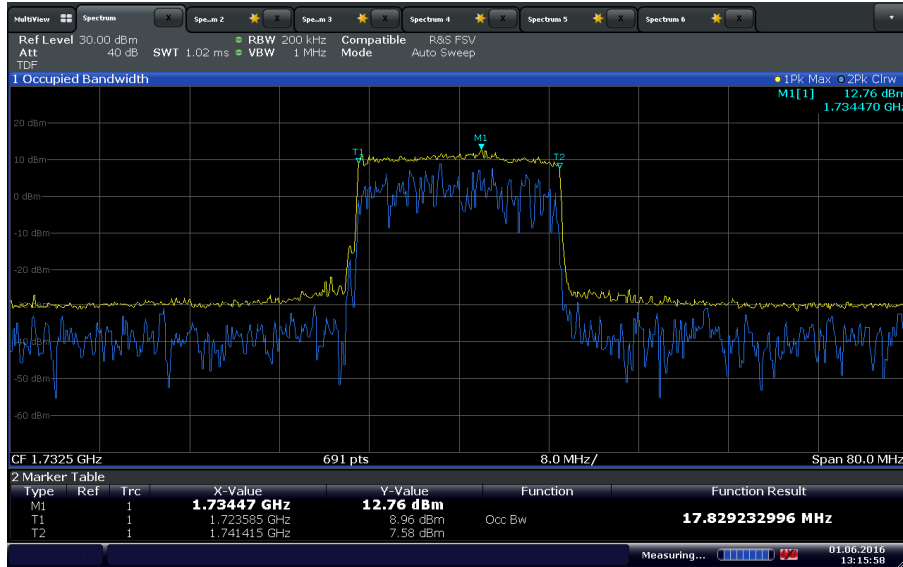 MultiView Spectrum X Spe...m 2 X Spe...m 3 X Spectrum 4 X Spectrum 5 X Spectrum 6 X
Ref Level 30.00 dBm RBW 200 kHz Compatible R&S FSV
Att 40 dB SWT 1.02 ms VBW 1 MHz Mode Auto Sweep
TDF
1 Occupied Bandwidth 1Pk Max 2Pk Clrw
M1[1] 12.76 dBm
1.734470 GHz
20 dBm
M1
T1
T2
10 dBm
0 dBm
-10 dBm
-20 dBm
-50 dBm
-60 dBm
CF 1.7325 GHz 691 pts 8.0 MHz/ Span 80.0 MHz
2 Marker Table
Type Ref Trc X-Value Y-Value Function Function Result
M1 1 1.73447 GHz 12.76 dBm
T1 1 1.723585 GHz 8.96 dBm Occ Bw 17.829232996 MHz
T2 1 1.741415 GHz 7.58 dBm
Measuring... 01.06.2016
13:15:58